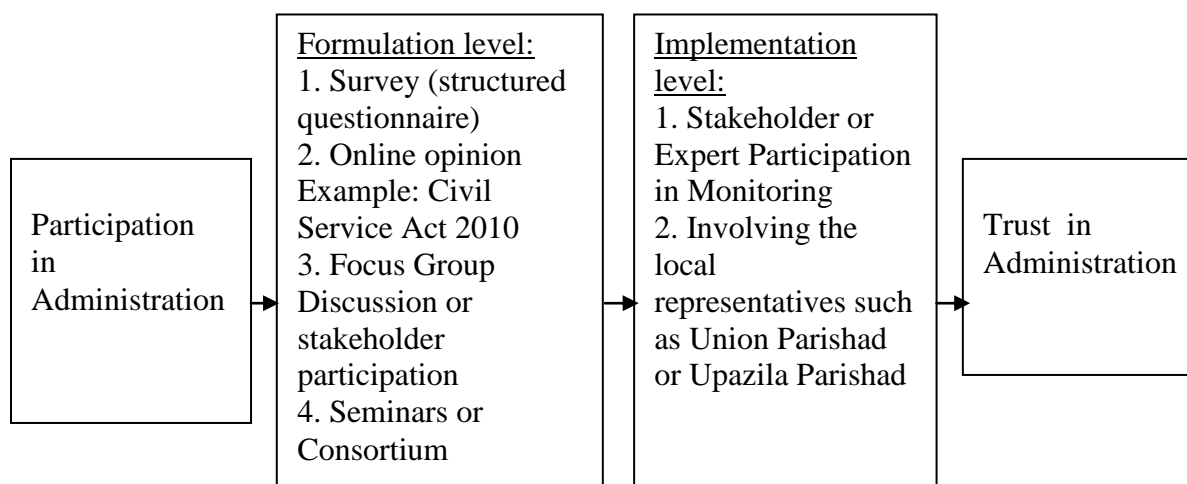 Participation
in
Administration
Formulation level:
1. Survey (structured
questionnaire)
2. Online opinion
Example: Civil
Service Act 2010
3. Focus Group
Discussion or
stakeholder
participation
4. Seminars or
Consortium
Implementation
level:
1. Stakeholder or
Expert Participation
in Monitoring
2. Involving the
local
representatives such
as Union Parishad
or Upazila Parishad
Trust in
Administration